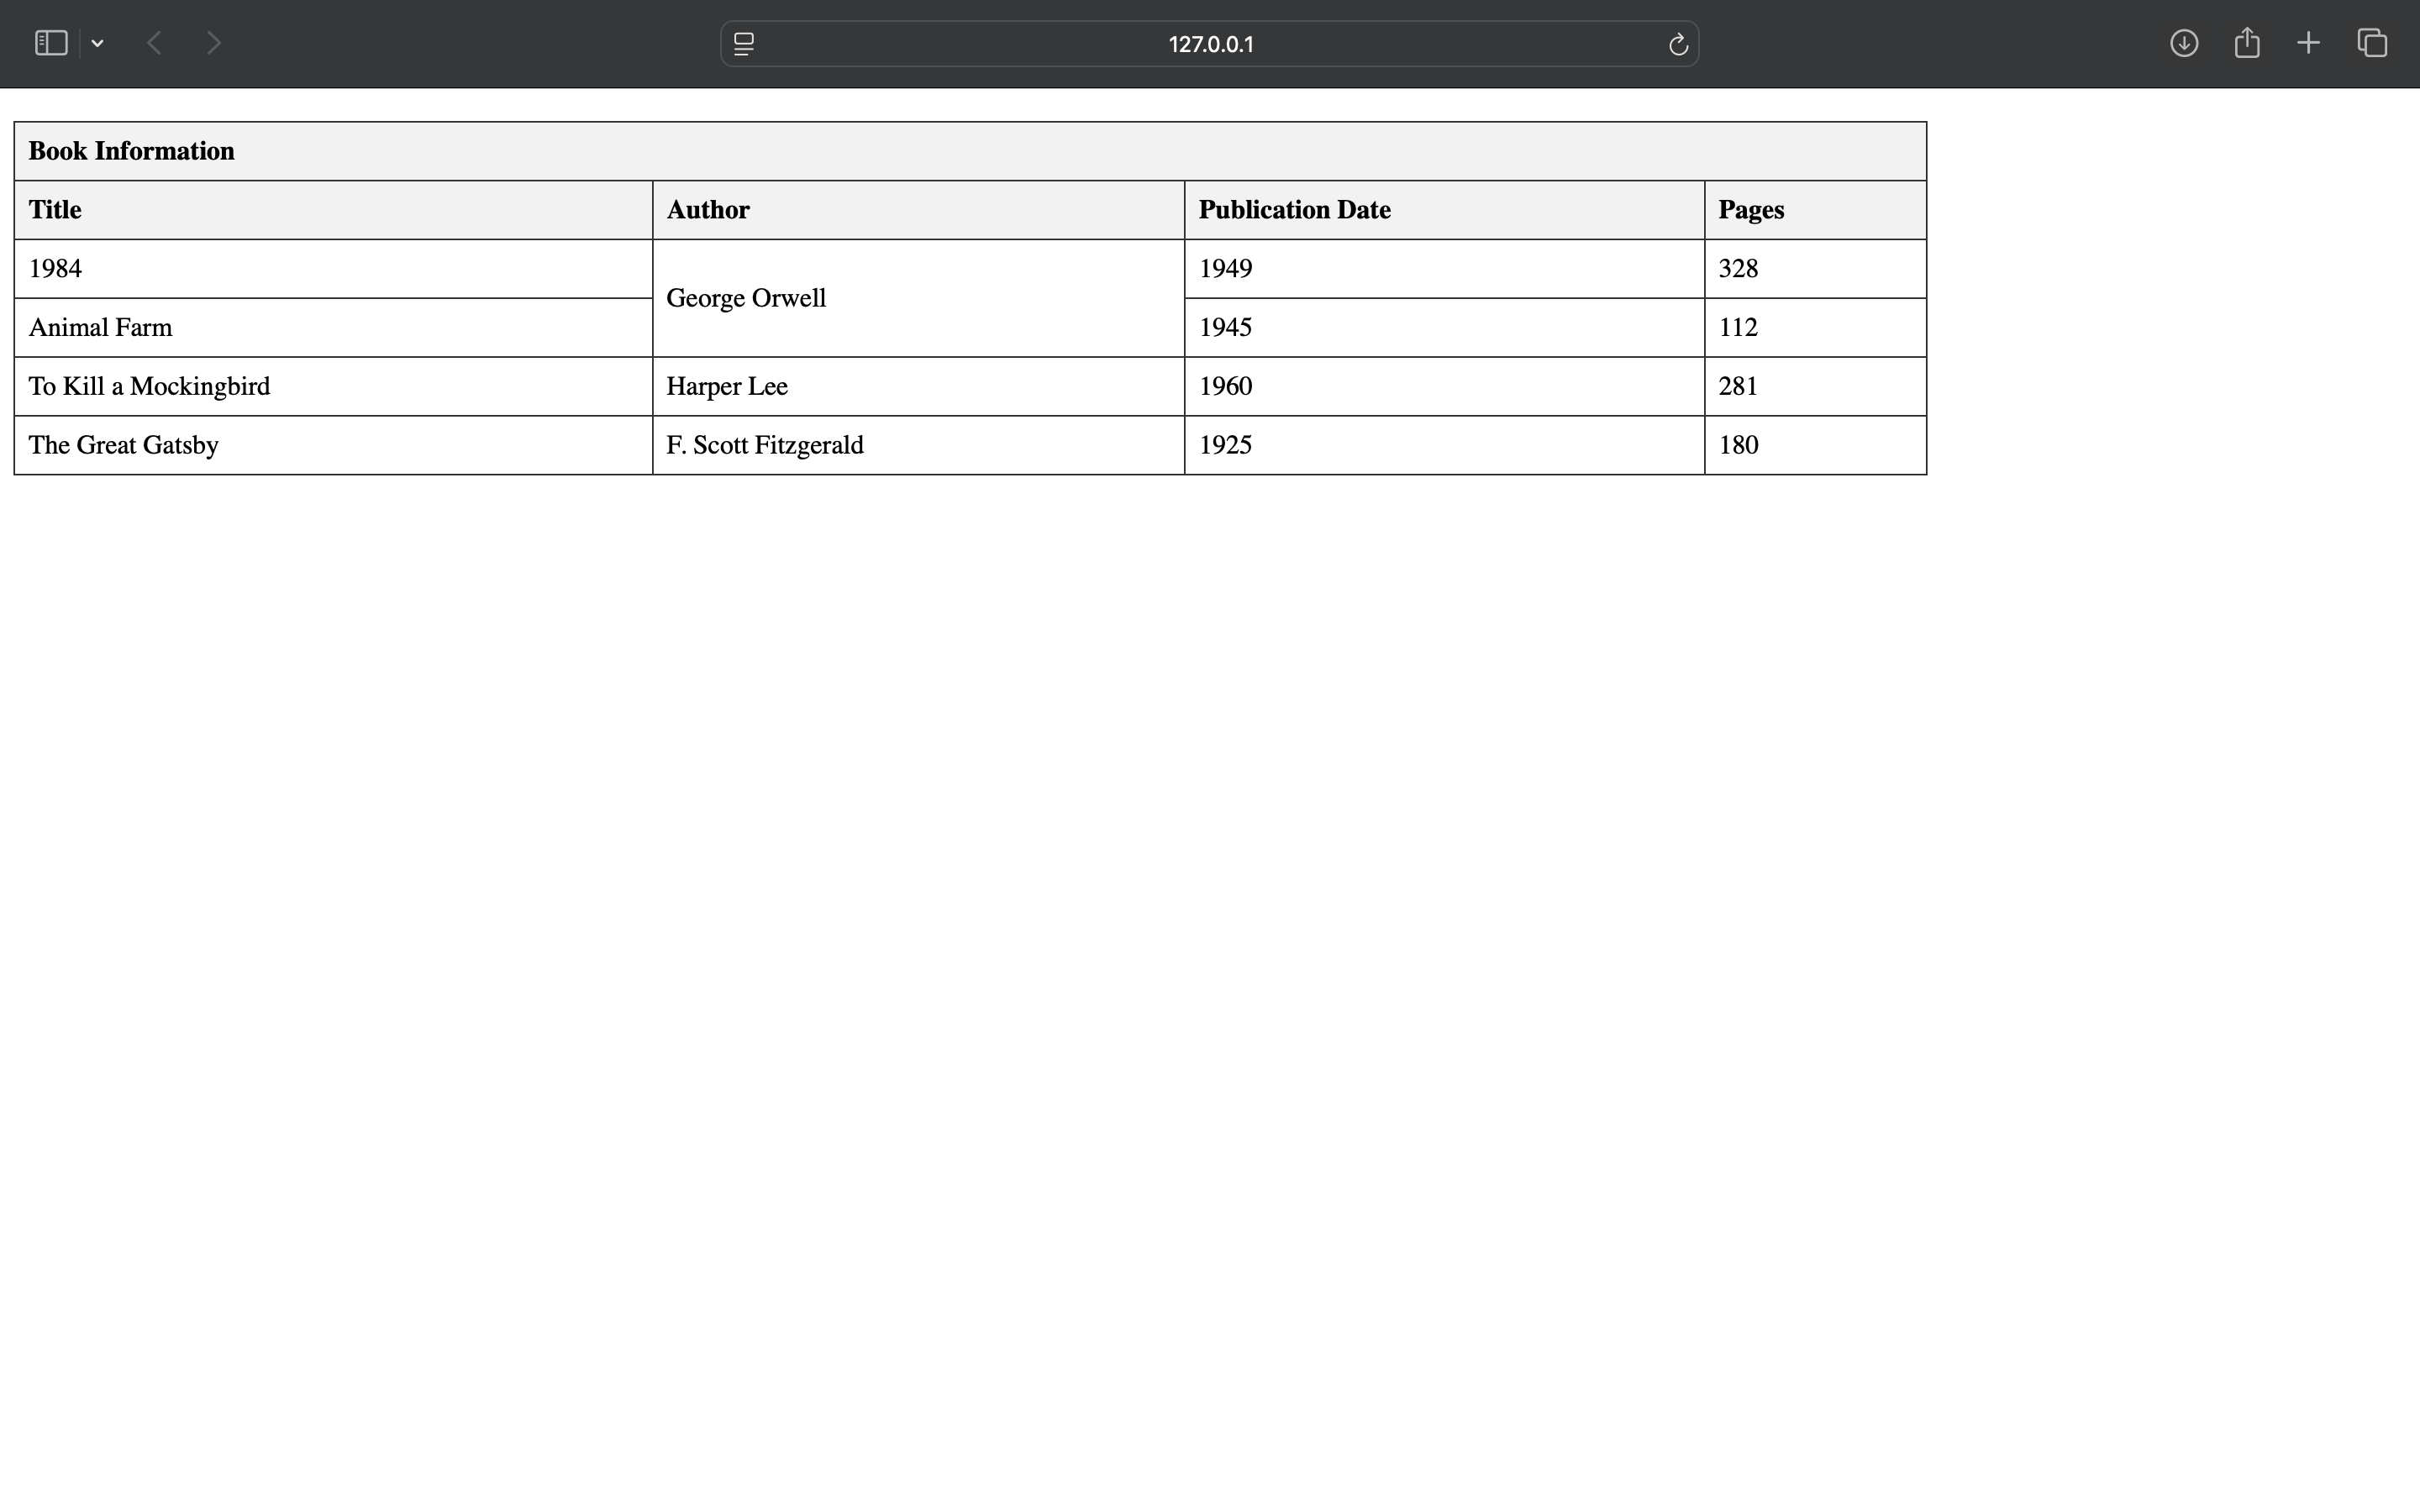 127.0.0.1
Book Information
Title Author Publication Date Pages
1984 George Orwell 1949 328
Animal Farm 1945 112
To Kill a Mockingbird Harper Lee 1960 281
The Great Gatsby F. Scott Fitzgerald 1925 180